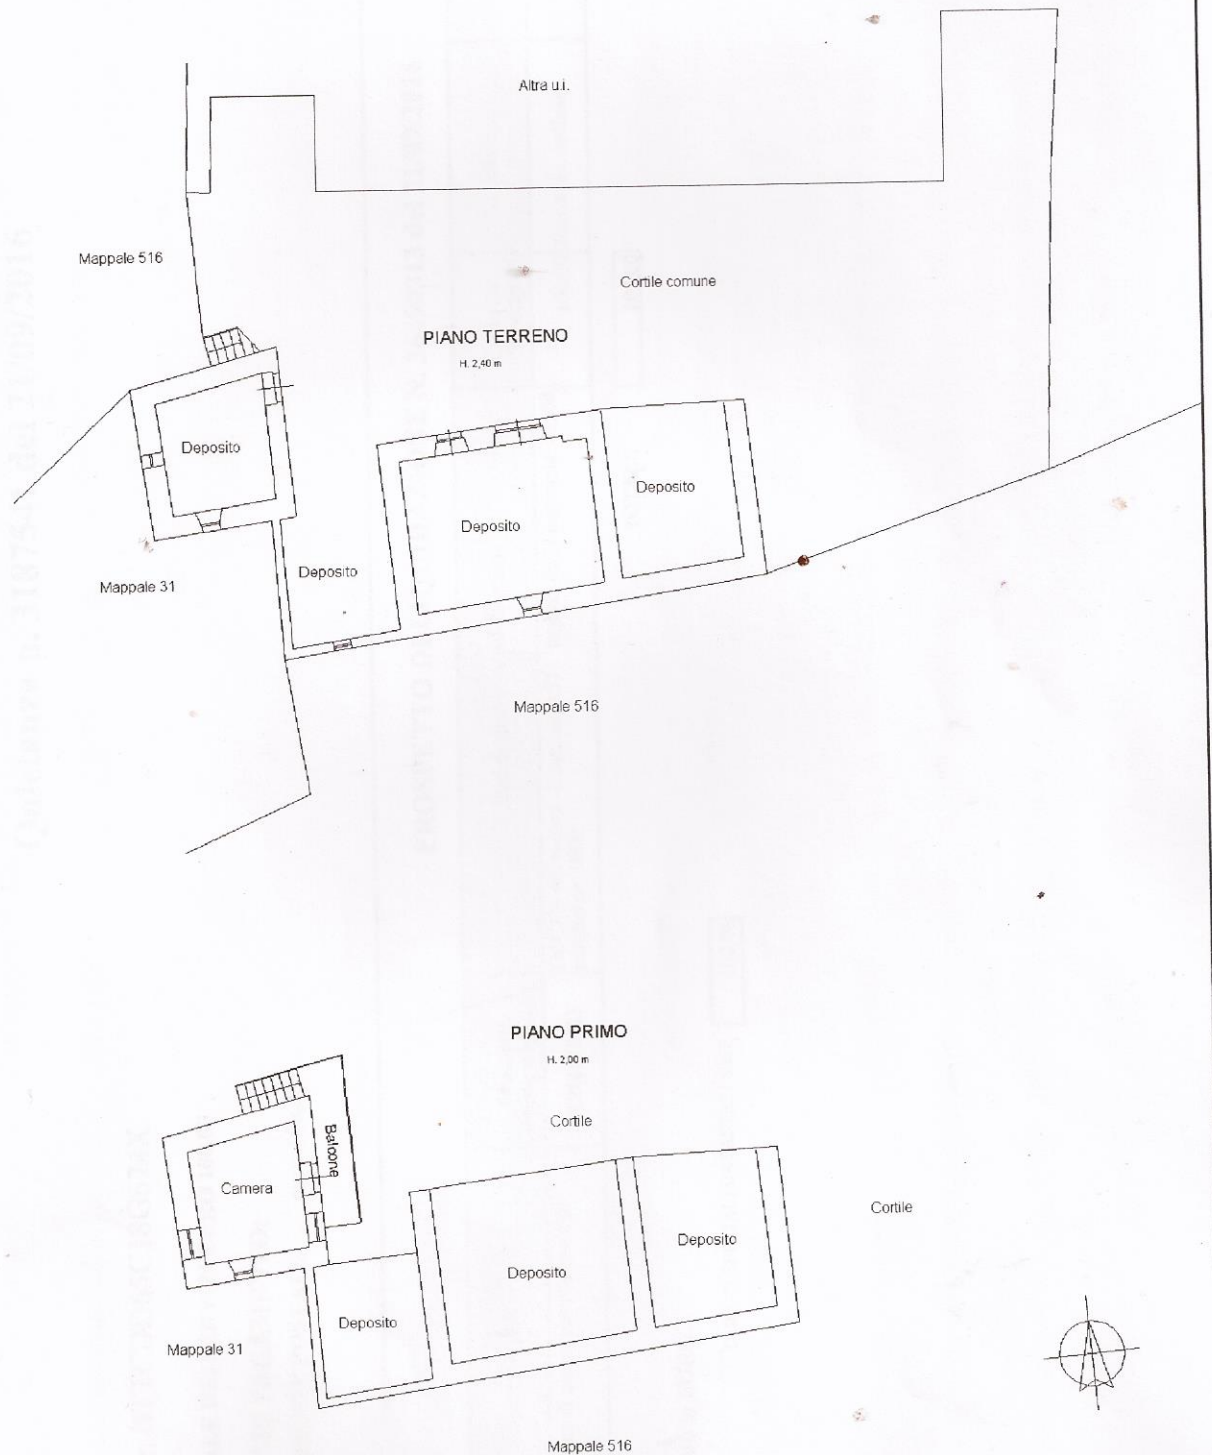 Altra u.i.
Mappale 516
Cortile comune
PIANO TERRENO
H. 2,40 m
Deposito
Deposito
Deposito
Deposito
Mappale 31
Mappale 516
PIANO PRIMO
H. 2,00 m
Cortile
Balcone
Camera
Cortile
Deposito
Deposito
Deposito
Mappale 31
Mappale 516